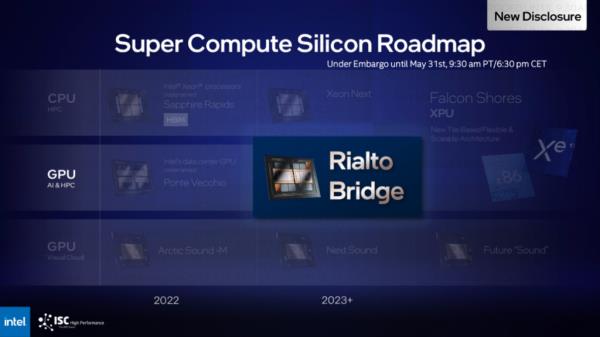 New Disclosure
Super Compute Silicon Roadmap
Under Embargo until May 31st, 9:30 am PT/6:30 pm CET
CPU
HPC
Intel® Xeon® processors
codenamed
Sapphire Rapids
HBM
Xeon Next
Falcon Shores
XPU
New Tile-Based/Flexible &
Scalable Architecture
Xe
x86
GPU
AI & HPC
Intel's data center GPU
codenamed
Ponte Vecchio
Rialto
Bridge
GPU
Visual Cloud
Arctic Sound -M
Next Sound
Future "Sound"
2022
2023+
intel
ISC High Performance